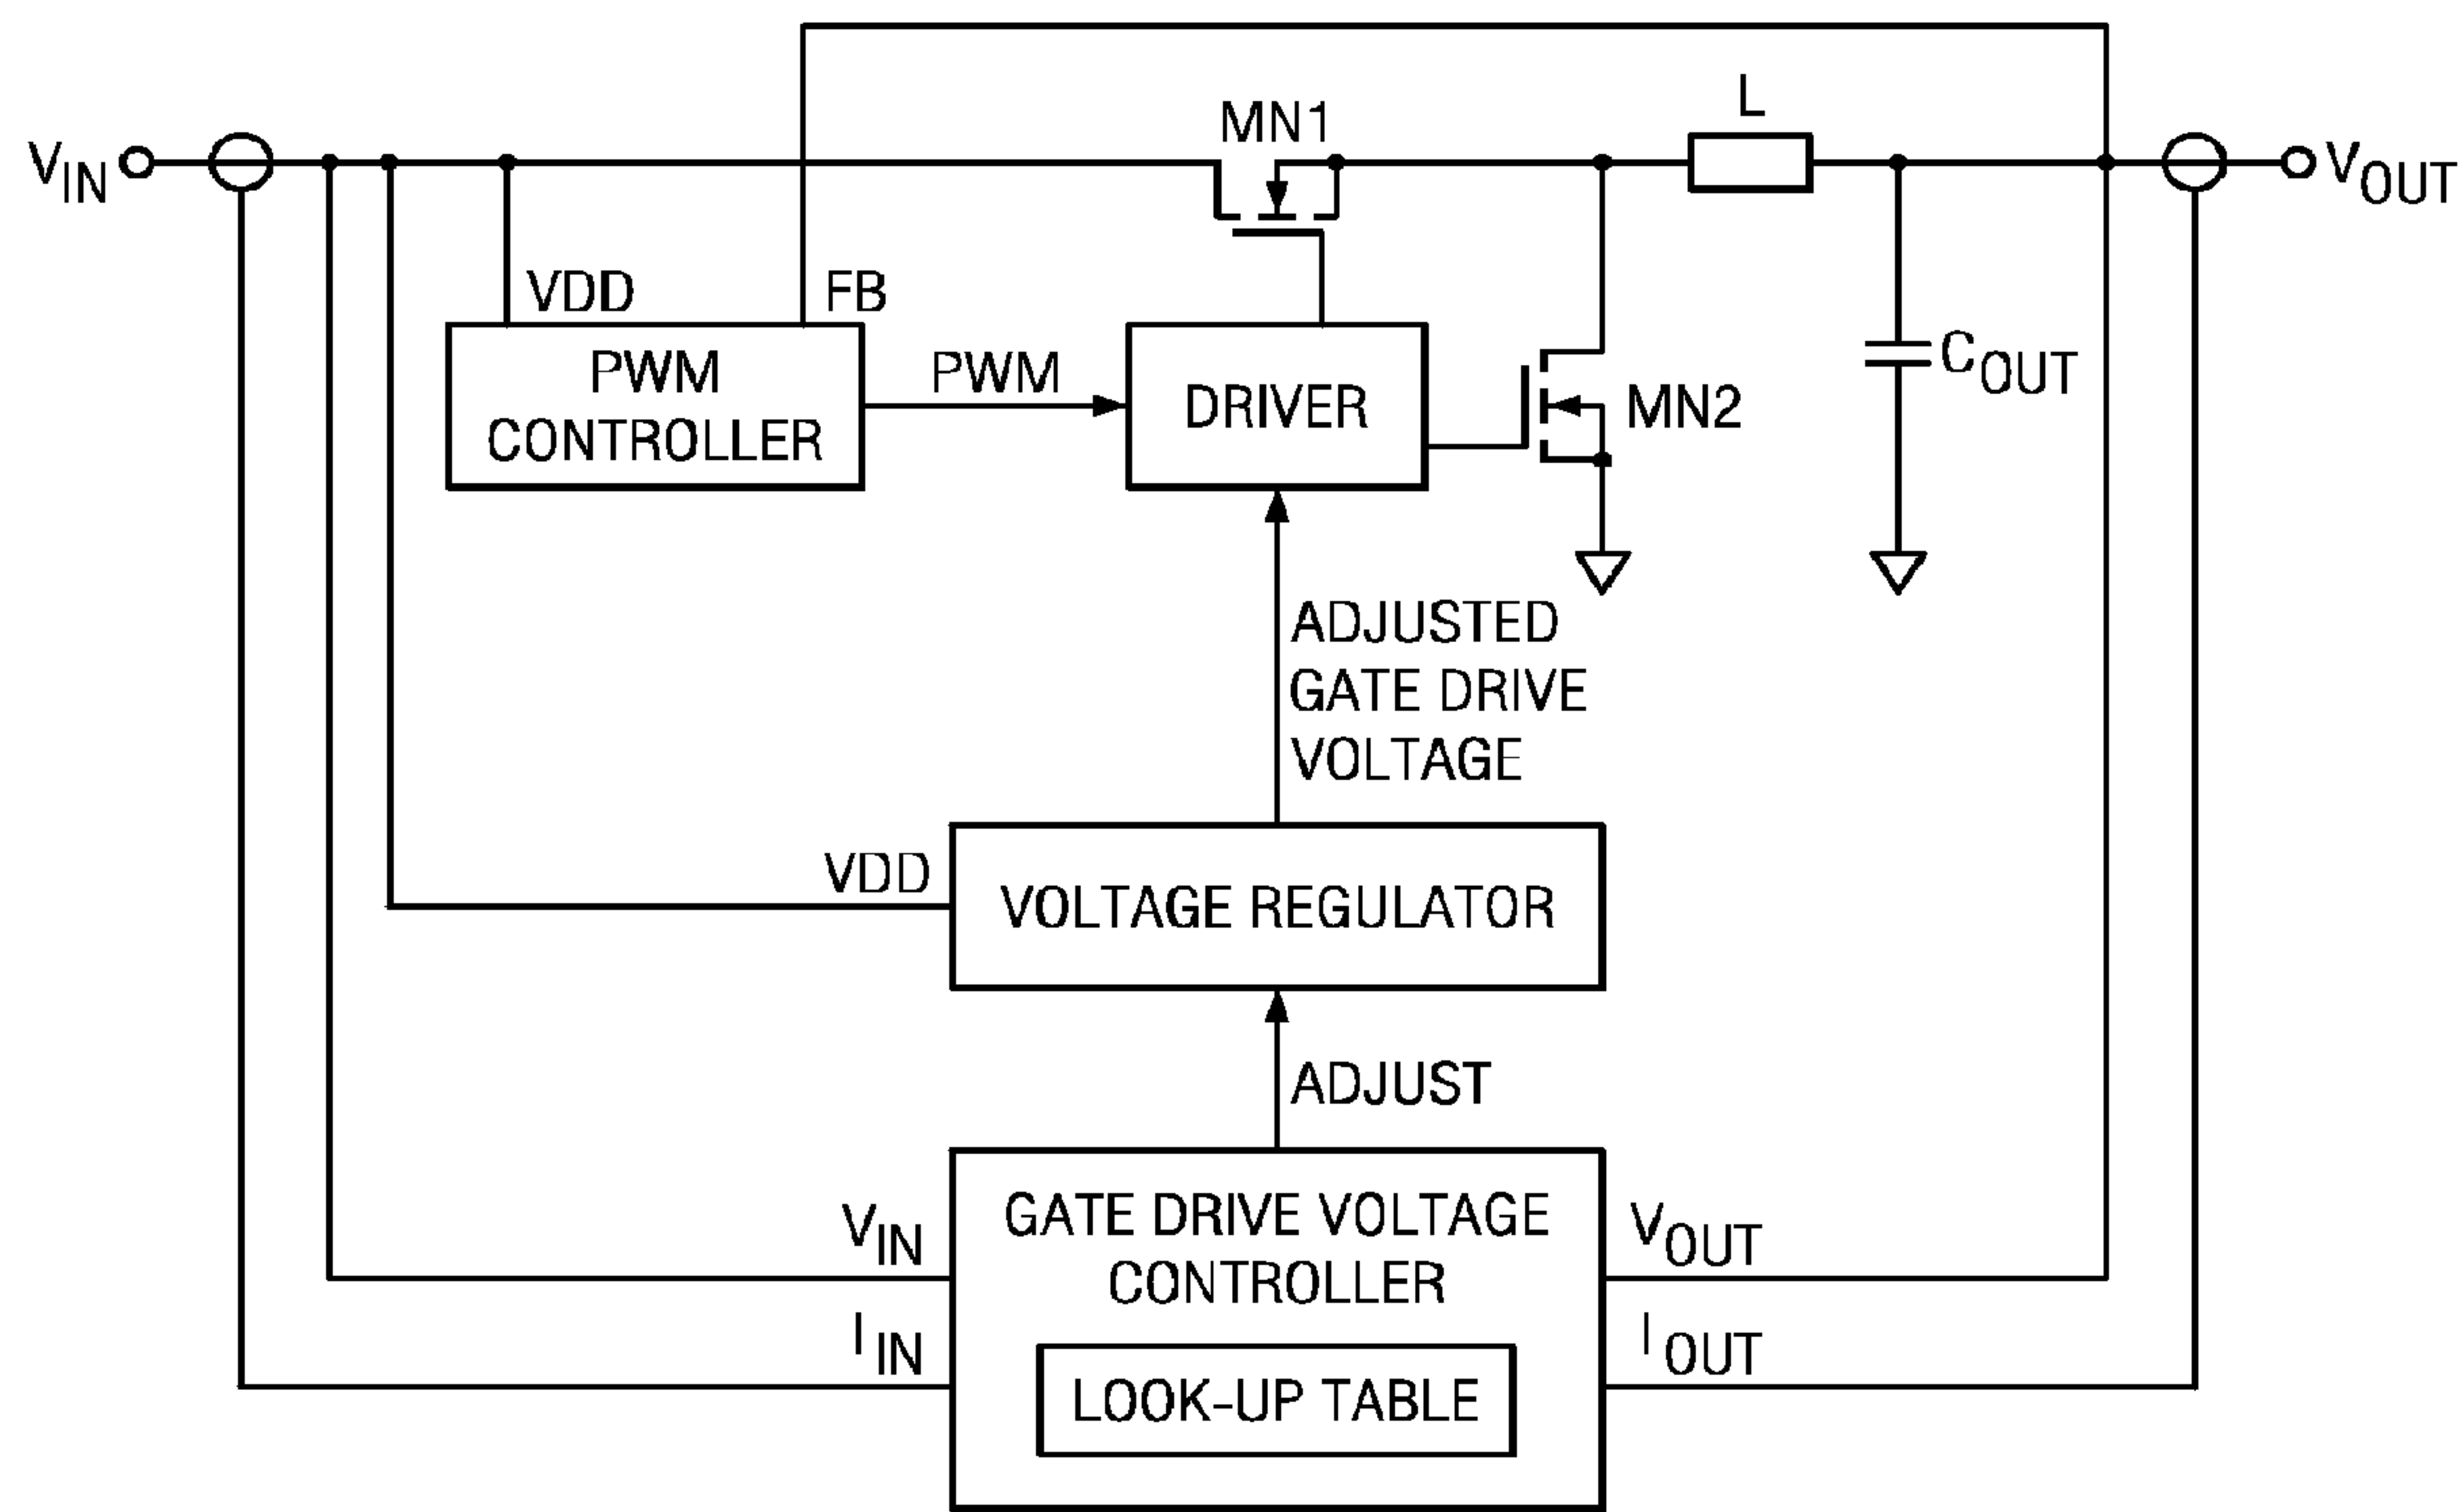 L
MN1
VIN
VOUT
VDD
FB
PWM
CONTROLLER
PWM
DRIVER
MN2
COUT
ADJUSTED
GATE DRIVE
VOLTAGE
VDD
VOLTAGE REGULATOR
ADJUST
VIN
GATE DRIVE VOLTAGE
CONTROLLER
VOUT
IIN
IOUT
LOOK-UP TABLE